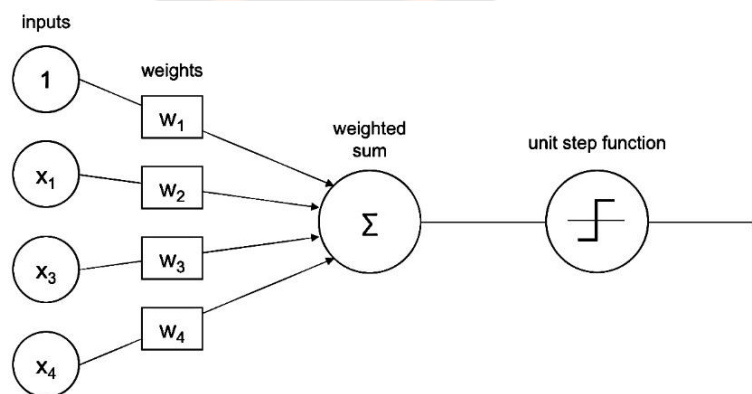 inputs
1
x₁
x₃
x₄
weights
w₁
w₂
w₃
w₄
weighted
sum
Σ
unit step function